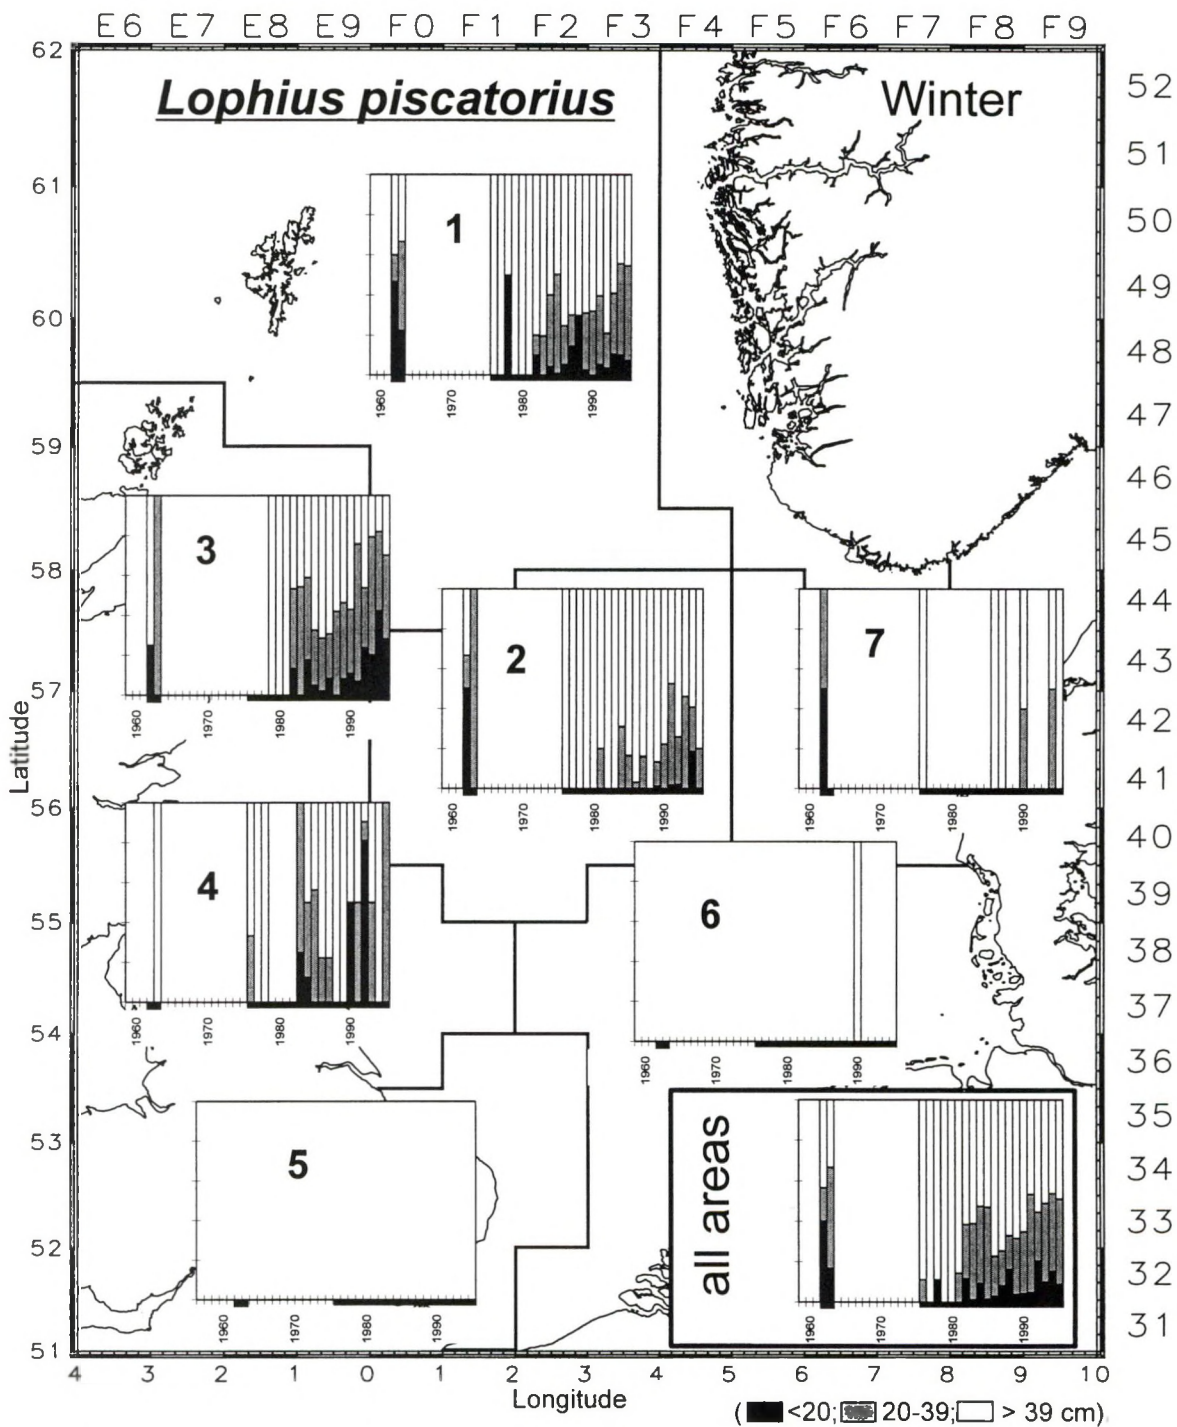 E6 E7 E8 E9 F0 F1 F2 F3 F4 F5 F6 F7 F8 F9
62
61
60
59
58
57
56
55
54
53
52
51
Latitude
Lophius piscatorius
Winter
52
51
50
49
48
47
46
45
44
43
42
41
40
39
38
37
36
35
34
33
32
31
1
1960 1970 1980 1990
3
1960 1970 1980 1990
2
1960 1970 1980 1990
7
1960 1970 1980 1990
4
1960 1970 1980 1990
6
1960 1970 1980 1990
5
1960 1970 1980 1990
all areas
1960 1970 1980 1990
4 3 2 1 0 1 2 3 4 5 6 7 8 9 10
Longitude
( <20; 20-39; > 39 cm)